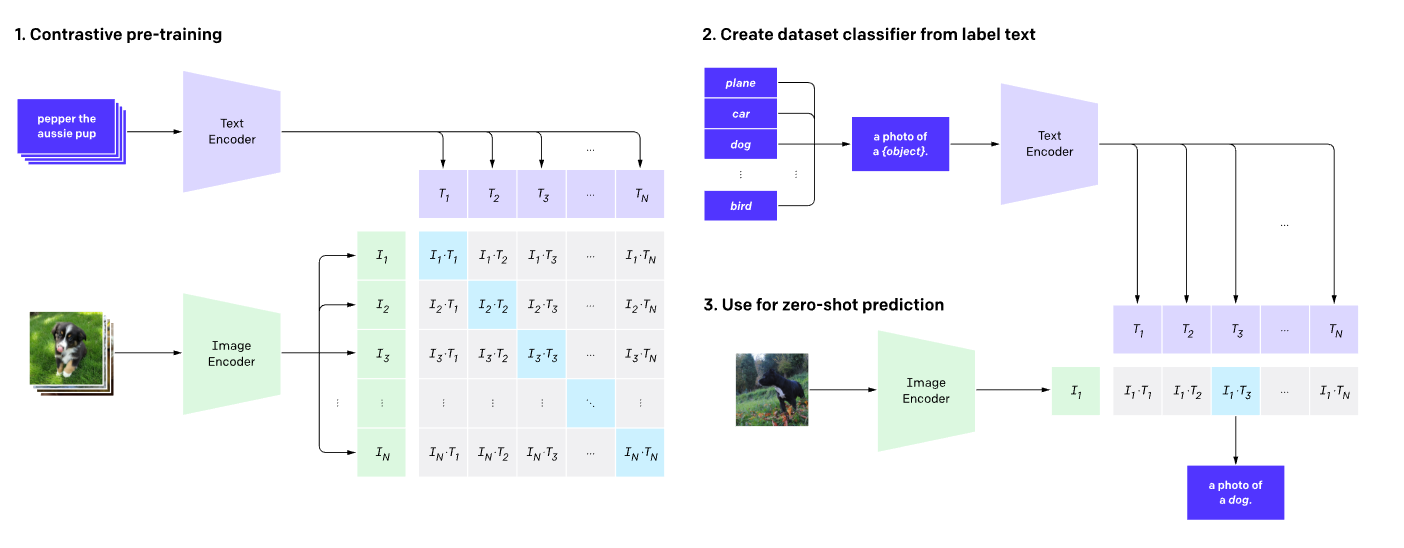 1. Contrastive pre-training
pepper the
aussie pup
Text
Encoder
...
T1 T2 T3 ... TN
I1 I1·T1 I1·T2 I1·T3 ... I1·TN
I2 I2·T1 I2·T2 I2·T3 ... I2·TN
Image
Encoder
I3 I3·T1 I3·T2 I3·T3 ... I3·TN
⋮ ⋮ ⋮ ⋮ ⋮ ⋱ ⋮
IN IN·T1 IN·T2 IN·T3 ... IN·TN
2. Create dataset classifier from label text
plane
car
dog
⋮ ⋮
bird
a photo of
a {object}.
Text
Encoder
...
3. Use for zero-shot prediction
T1 T2 T3 ... TN
Image
Encoder
I1 I1·T1 I1·T2 I1·T3 ... I1·TN
a photo of
a dog.